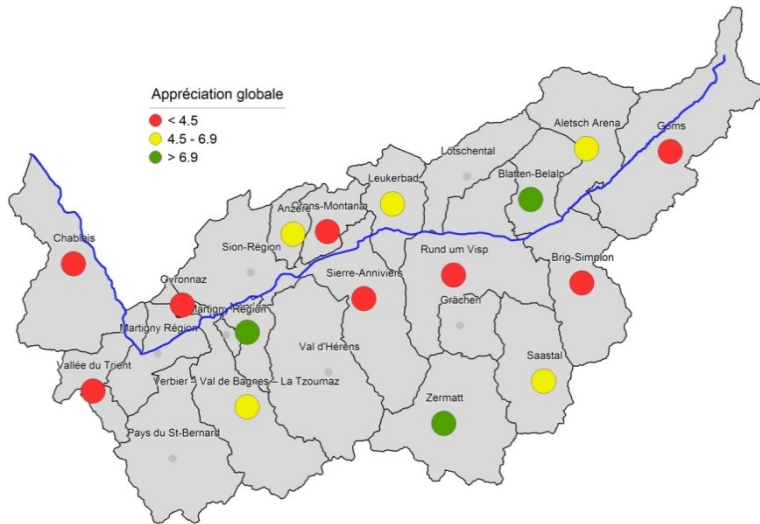 Appréciation globale
< 4.5
4.5 - 6.9
> 6.9
Aletsch Arena
Goms
Lötschental
Blatten-Belalp
Leukerbad
Crans-Montana
Anzère
Chablais
Sion-Région
Rund um Visp
Brig-Simplon
Sierre-Anniviers
Ovronnaz
Grächen
Martigny Région
Martigny Région
Val d'Hérens
Saastal
Vallée du Trient
Verbier – Val de Bagnes – La Tzoumaz
Zermatt
Pays du St-Bernard